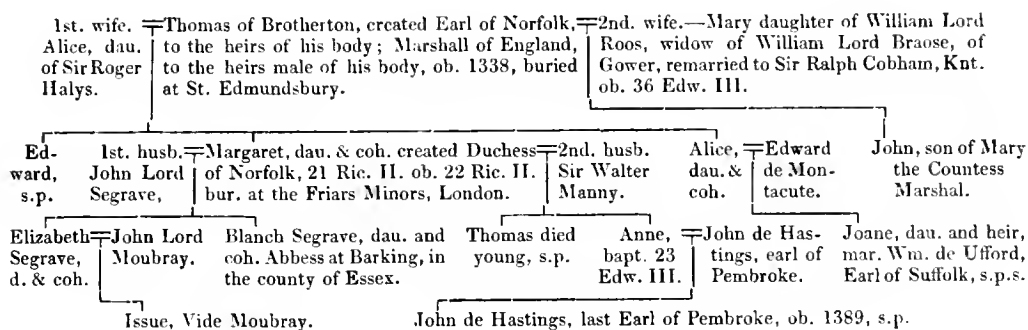 1st. wife. Alice, dau. of Sir Roger Halys.
Thomas of Brotherton, created Earl of Norfolk, to the heirs of his body; Marshall of England, to the heirs male of his body, ob. 1338, buried at St. Edmundsbury.
2nd. wife.—Mary daughter of William Lord Roos, widow of William Lord Braose, of Gower, remarried to Sir Ralph Cobham, Knt. ob. 36 Edw. III.
Ed-
ward,
s.p.
1st. husb.
John Lord
Segrave,
Margaret, dau. & coh. created Duchess
of Norfolk, 21 Ric. II. ob. 22 Ric. II.
bur. at the Friars Minors, London.
2nd. husb.
Sir Walter
Manny.
Alice,
dau. &
coh.
Edward
de Mon-
tacute.
John, son of Mary
the Countess
Marshal.
Elizabeth
Segrave,
d. & coh.
John Lord
Moubray.
Blanch Segrave, dau. and
coh. Abbess at Barking, in
the county of Essex.
Thomas died
young, s.p.
Anne,
bapt. 23
Edw. III.
John de Has-
tings, earl of
Pembroke.
Joane, dau. and heir,
mar. Wm. de Ufford,
Earl of Suffolk, s.p.s.
Issue, Vide Moubray.
John de Hastings, last Earl of Pembroke, ob. 1389, s.p.